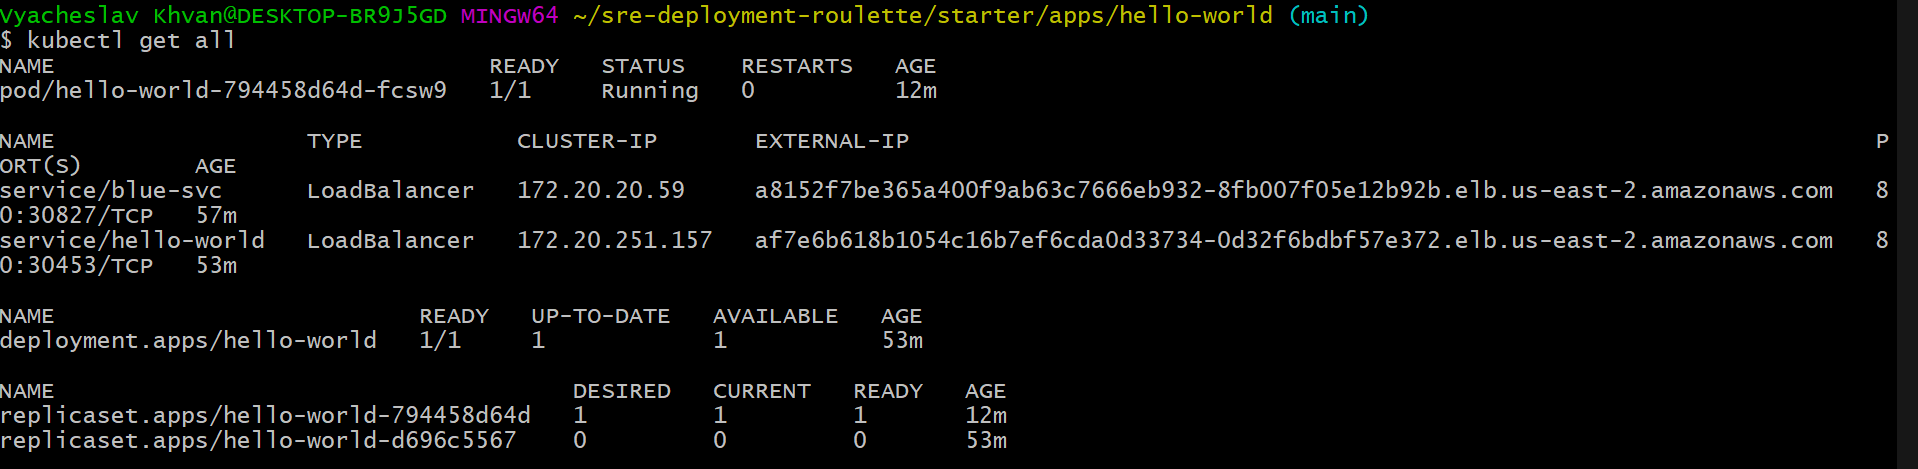 Vyacheslav Khvan@DESKTOP-BR9J5GD MINGW64 ~/sre-deployment-roulette/starter/apps/hello-world (main)
$ kubectl get all
NAME                               READY   STATUS    RESTARTS   AGE
pod/hello-world-794458d64d-fcsw9   1/1     Running   0          12m
NAME                  TYPE           CLUSTER-IP       EXTERNAL-IP                                                                     P
ORT(S)        AGE
service/blue-svc      LoadBalancer   172.20.20.59     a8152f7be365a400f9ab63c7666eb932-8fb007f05e12b92b.elb.us-east-2.amazonaws.com   8
0:30827/TCP   57m
service/hello-world   LoadBalancer   172.20.251.157   af7e6b618b1054c16b7ef6cda0d33734-0d32f6bdbf57e372.elb.us-east-2.amazonaws.com   8
0:30453/TCP   53m
NAME                          READY   UP-TO-DATE   AVAILABLE   AGE
deployment.apps/hello-world   1/1     1            1           53m
NAME                                     DESIRED   CURRENT   READY   AGE
replicaset.apps/hello-world-794458d64d   1         1         1       12m
replicaset.apps/hello-world-d696c5567    0         0         0       53m